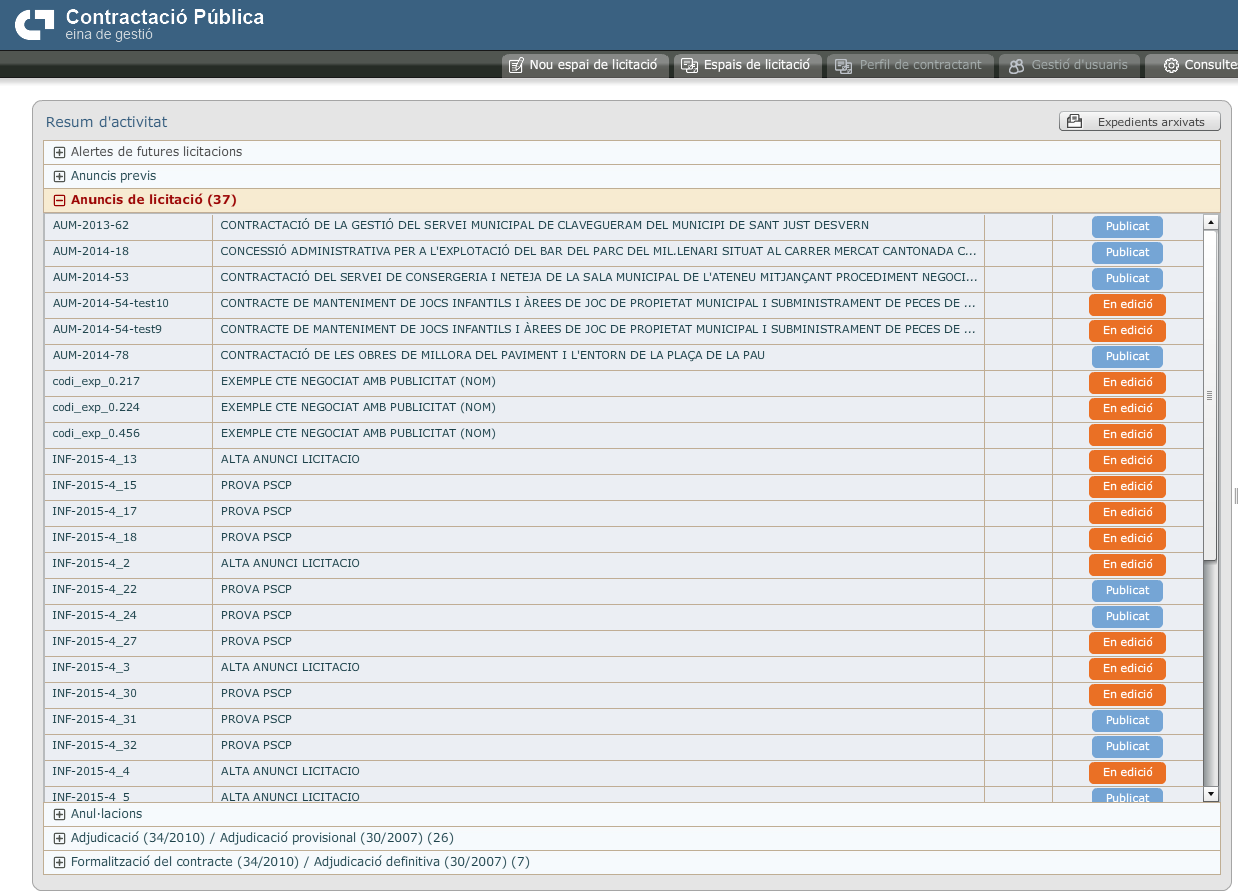 Contractació Pública
eina de gestió
Nou espai de licitació Espais de licitació Perfil de contractant Gestió d'usuaris Consulte
Resum d'activitat Expedients arxivats
Alertes de futures licitacions
Anuncis previs
Anuncis de licitació (37)
AUM-2013-62 CONTRACTACIÓ DE LA GESTIÓ DEL SERVEI MUNICIPAL DE CLAVEGUERAM DEL MUNICIPI DE SANT JUST DESVERN Publicat
AUM-2014-18 CONCESSIÓ ADMINISTRATIVA PER A L'EXPLOTACIÓ DEL BAR DEL PARC DEL MIL.LENARI SITUAT AL CARRER MERCAT CANTONADA C... Publicat
AUM-2014-53 CONTRACTACIÓ DEL SERVEI DE CONSERGERIA I NETEJA DE LA SALA MUNICIPAL DE L'ATENEU MITJANÇANT PROCEDIMENT NEGOCI... Publicat
AUM-2014-54-test10 CONTRACTE DE MANTENIMENT DE JOCS INFANTILS I ÀREES DE JOC DE PROPIETAT MUNICIPAL I SUBMINISTRAMENT DE PECES DE ... En edició
AUM-2014-54-test9 CONTRACTE DE MANTENIMENT DE JOCS INFANTILS I ÀREES DE JOC DE PROPIETAT MUNICIPAL I SUBMINISTRAMENT DE PECES DE ... En edició
AUM-2014-78 CONTRACTACIÓ DE LES OBRES DE MILLORA DEL PAVIMENT I L'ENTORN DE LA PLAÇA DE LA PAU Publicat
codi_exp_0.217 EXEMPLE CTE NEGOCIAT AMB PUBLICITAT (NOM) En edició
codi_exp_0.224 EXEMPLE CTE NEGOCIAT AMB PUBLICITAT (NOM) En edició
codi_exp_0.456 EXEMPLE CTE NEGOCIAT AMB PUBLICITAT (NOM) En edició
INF-2015-4_13 ALTA ANUNCI LICITACIO En edició
INF-2015-4_15 PROVA PSCP En edició
INF-2015-4_17 PROVA PSCP En edició
INF-2015-4_18 PROVA PSCP En edició
INF-2015-4_2 ALTA ANUNCI LICITACIO En edició
INF-2015-4_22 PROVA PSCP Publicat
INF-2015-4_24 PROVA PSCP Publicat
INF-2015-4_27 PROVA PSCP En edició
INF-2015-4_3 ALTA ANUNCI LICITACIO En edició
INF-2015-4_30 PROVA PSCP En edició
INF-2015-4_31 PROVA PSCP Publicat
INF-2015-4_32 PROVA PSCP Publicat
INF-2015-4_4 ALTA ANUNCI LICITACIO En edició
INF-2015-4_5 ALTA ANUNCI LICITACIO Publicat
Anul·lacions
Adjudicació (34/2010) / Adjudicació provisional (30/2007) (26)
Formalització del contracte (34/2010) / Adjudicació definitiva (30/2007) (7)